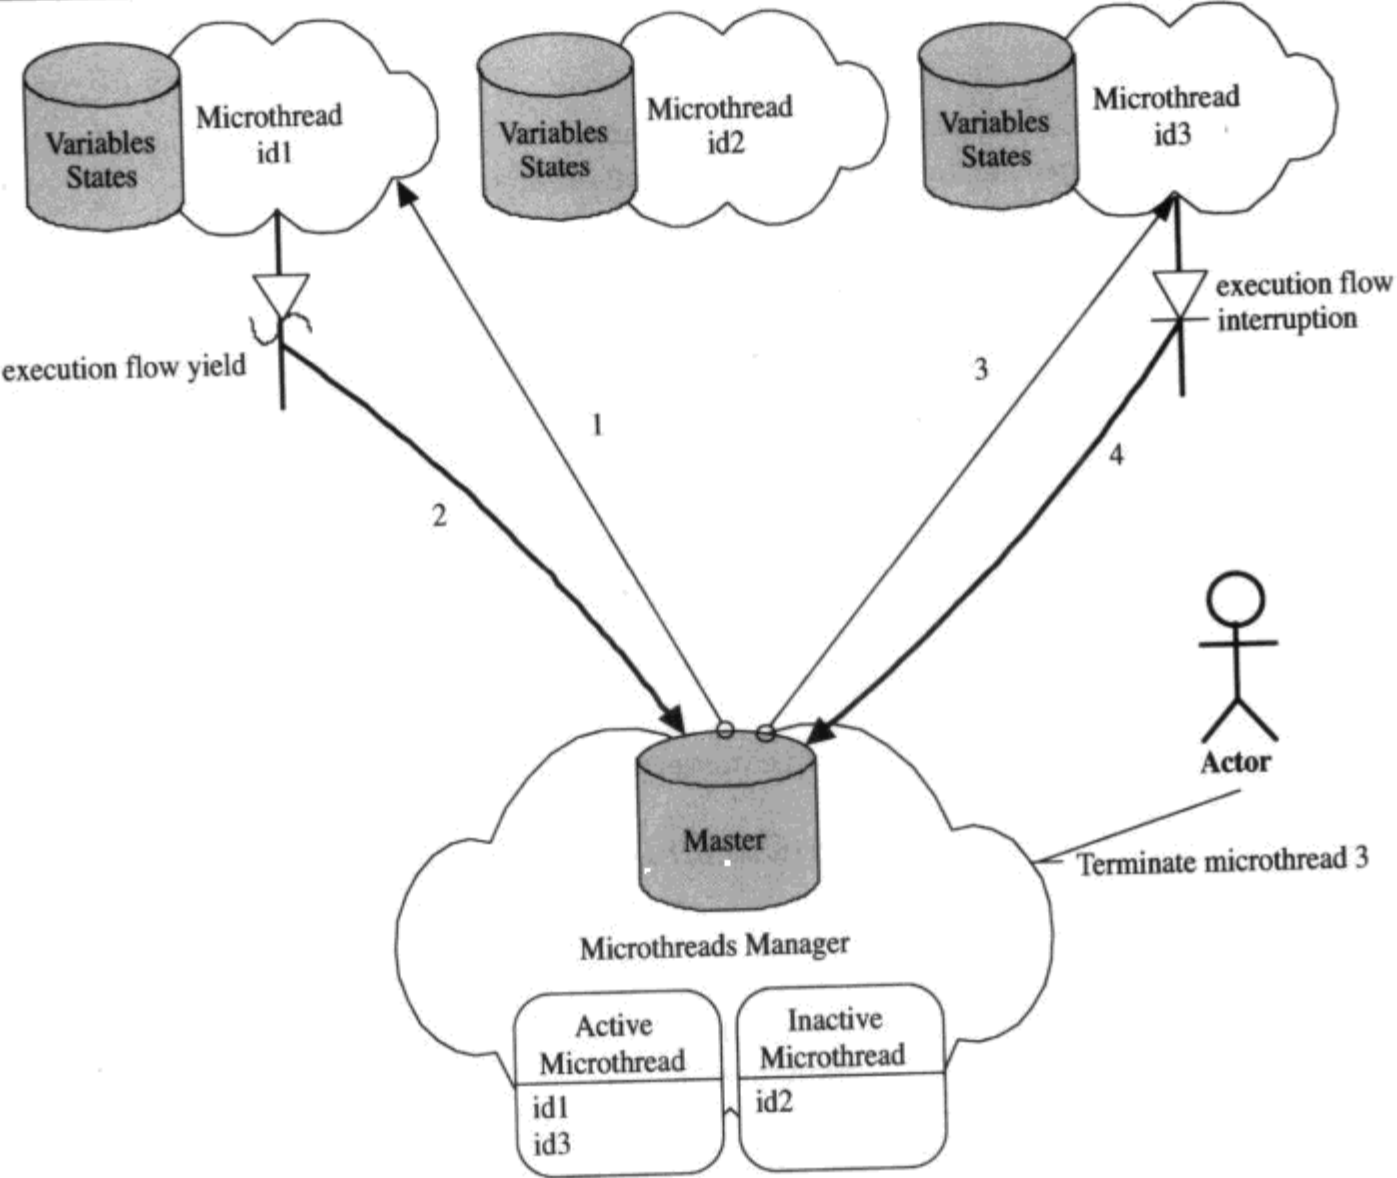 Variables
States
Microthread
id1
Variables
States
Microthread
id2
Variables
States
Microthread
id3
execution flow yield
execution flow
interruption
1
2
3
4
Actor
Terminate microthread 3
Master
Microthreads Manager
Active
Microthread
id1
id3
Inactive
Microthread
id2